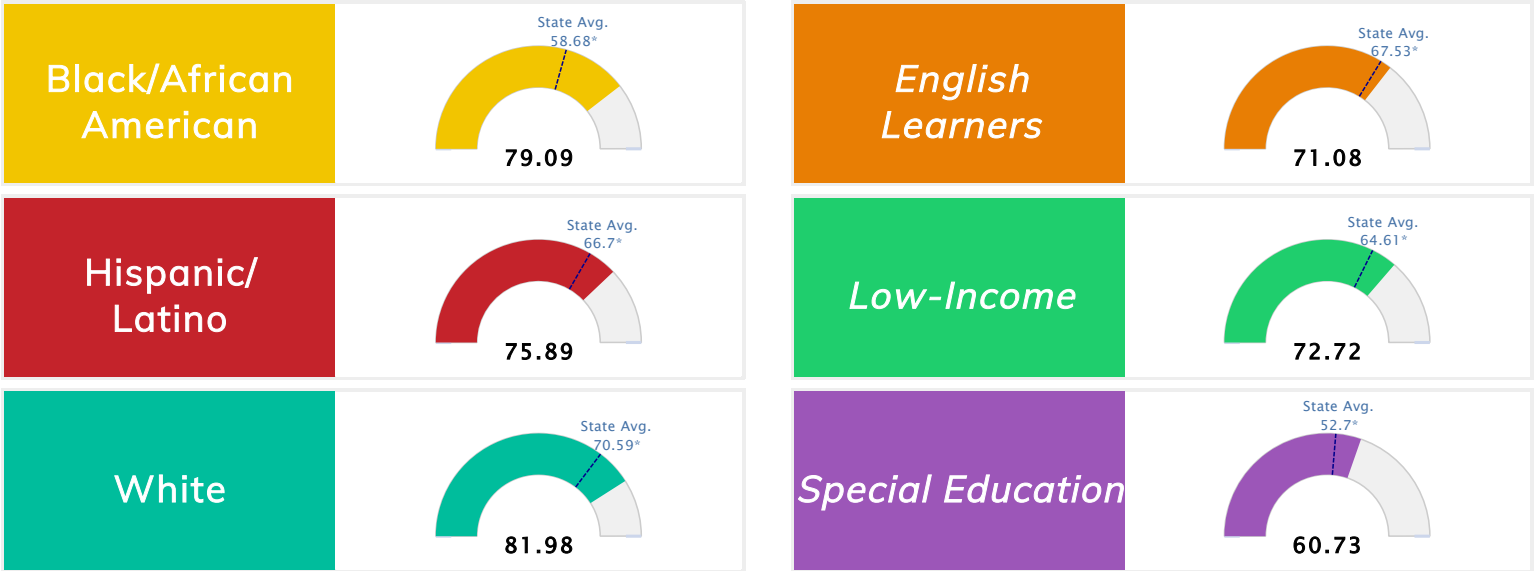 Black/African
American
State Avg.
58.68*
79.09
English
Learners
State Avg.
67.53*
71.08
Hispanic/
Latino
State Avg.
66.7*
75.89
Low-Income
State Avg.
64.61*
72.72
White
State Avg.
70.59*
81.98
Special Education
State Avg.
52.7*
60.73